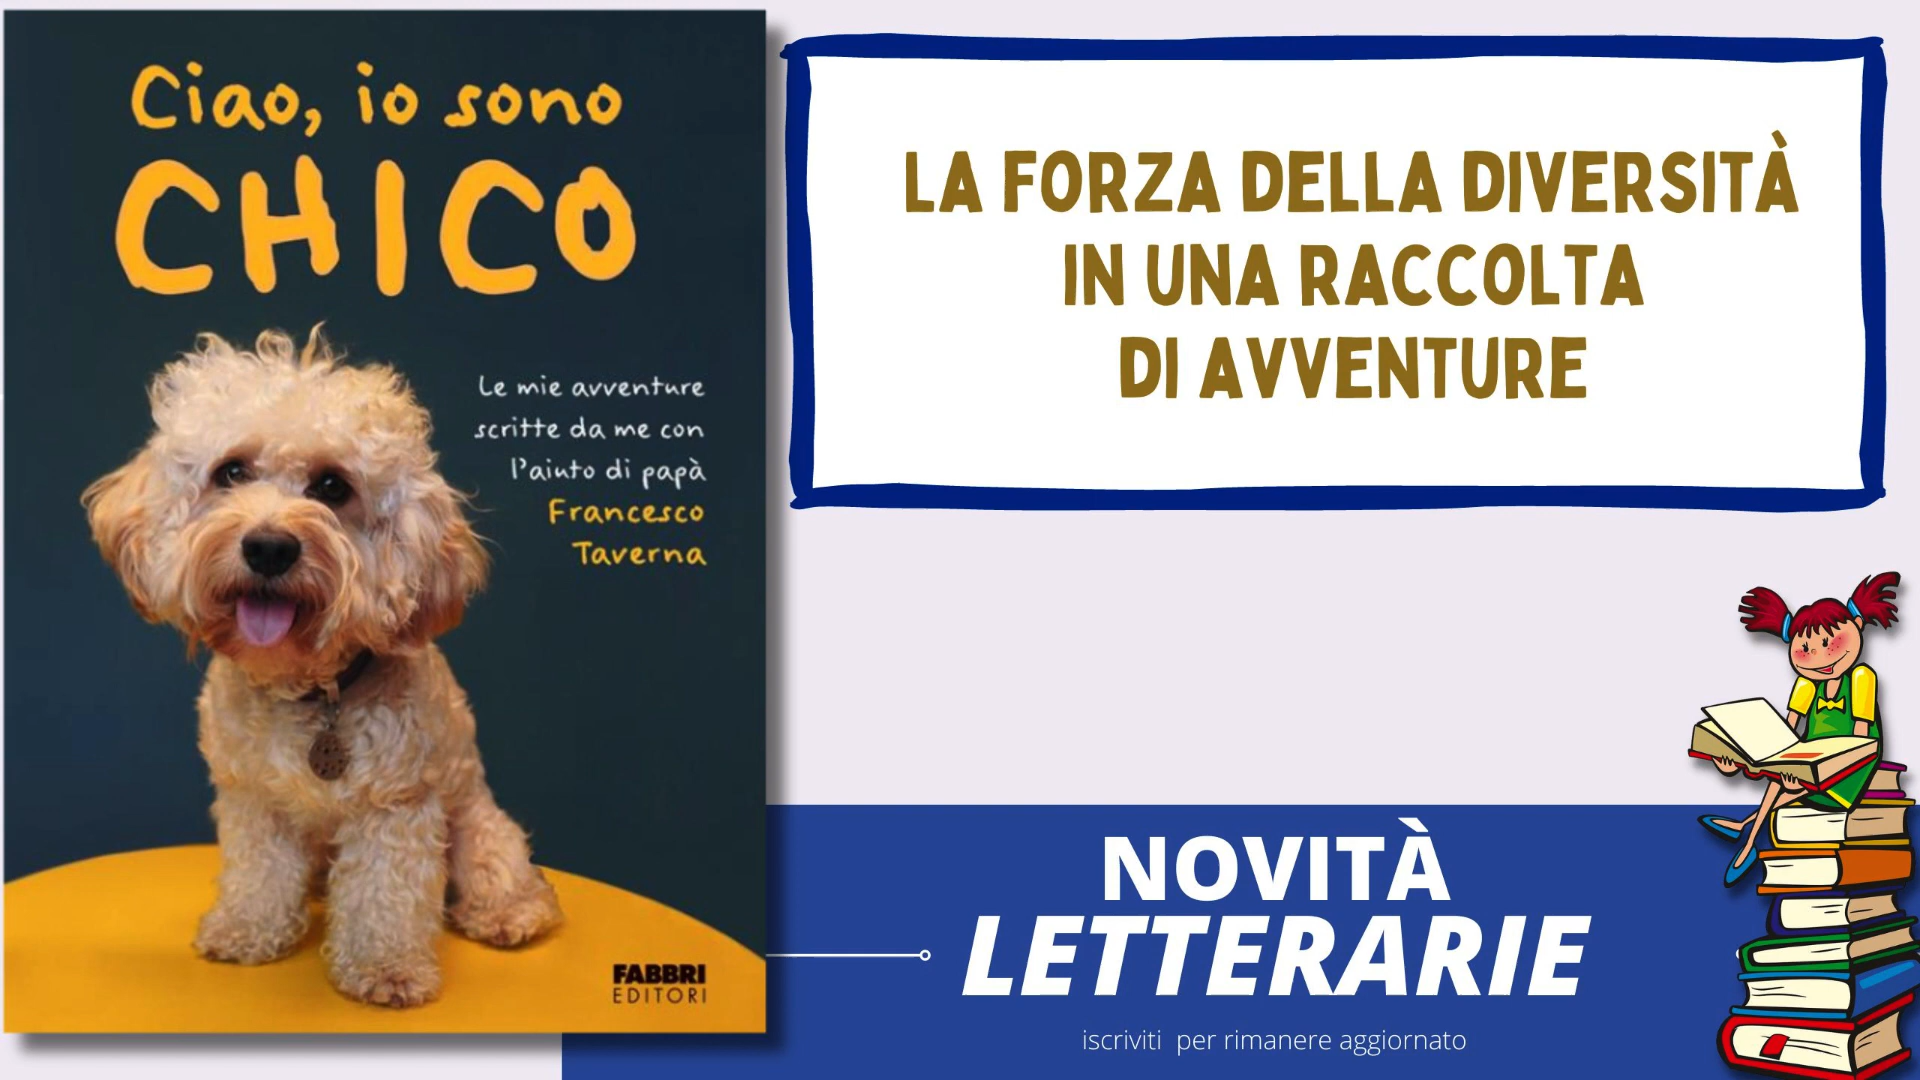 Ciao, io sono
CHICO
Le mie avventure
scritte da me con
l'aiuto di papà
Francesco
Taverna
FABBRI
EDITORI
LA FORZA DELLA DIVERSITÀ
IN UNA RACCOLTA
DI AVVENTURE
NOVITÀ
LETTERARIE
iscriviti per rimanere aggiornato